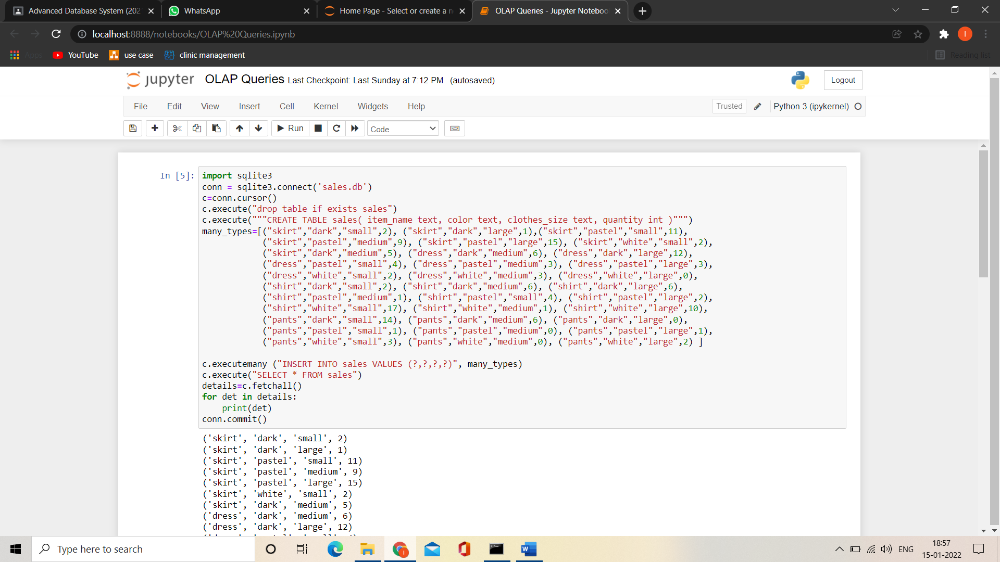 Advanced Database System (202
WhatsApp
Home Page - Select or create a n
OLAP Queries - Jupyter Noteboo
localhost:8888/notebooks/OLAP%20Queries.ipynb
I
Apps
YouTube
use case
clinic management
Reading list
jupyter OLAP Queries Last Checkpoint: Last Sunday at 7:12 PM (autosaved)
Logout
File Edit View Insert Cell Kernel Widgets Help
Trusted
Python 3 (ipykernel)
Run
Code
In [5]: import sqlite3
conn = sqlite3.connect('sales.db')
c=conn.cursor()
c.execute("drop table if exists sales")
c.execute("""CREATE TABLE sales( item_name text, color text, clothes_size text, quantity int )""")
many_types=[("skirt","dark","small",2), ("skirt","dark","large",1),("skirt","pastel","small",11),
("skirt","pastel","medium",9), ("skirt","pastel","large",15), ("skirt","white","small",2),
("skirt","dark","medium",5), ("dress","dark","medium",6), ("dress","dark","large",12),
("dress","pastel","small",4), ("dress","pastel","medium",3), ("dress","pastel","large",3),
("dress","white","small",2), ("dress","white","medium",3), ("dress","white","large",0),
("shirt","dark","small",2), ("shirt","dark","medium",6), ("shirt","dark","large",6),
("shirt","pastel","medium",1), ("shirt","pastel","small",4), ("shirt","pastel","large",2),
("shirt","white","small",17), ("shirt","white","medium",1), ("shirt","white","large",10),
("pants","dark","small",14), ("pants","dark","medium",6), ("pants","dark","large",0),
("pants","pastel","small",1), ("pants","pastel","medium",0), ("pants","pastel","large",1),
("pants","white","small",3), ("pants","white","medium",0), ("pants","white","large",2) ]
c.executemany ("INSERT INTO sales VALUES (?,?,?,?)", many_types)
c.execute("SELECT * FROM sales")
details=c.fetchall()
for det in details:
print(det)
conn.commit()
('skirt', 'dark', 'small', 2)
('skirt', 'dark', 'large', 1)
('skirt', 'pastel', 'small', 11)
('skirt', 'pastel', 'medium', 9)
('skirt', 'pastel', 'large', 15)
('skirt', 'white', 'small', 2)
('skirt', 'dark', 'medium', 5)
('dress', 'dark', 'medium', 6)
('dress', 'dark', 'large', 12)
Type here to search
ENG
18:57
15-01-2022